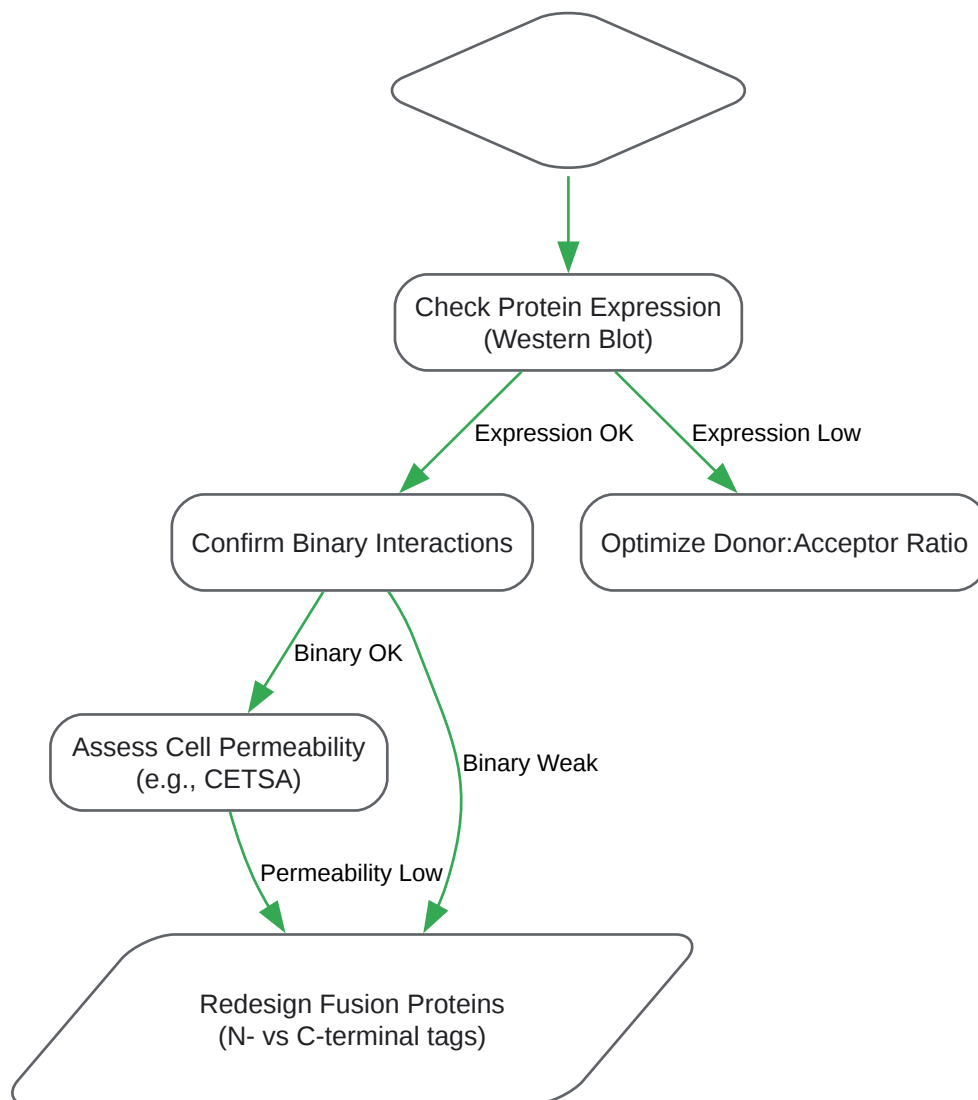 Check Protein Expression
(Western Blot)
Expression OK
Expression Low
Confirm Binary Interactions
Optimize Donor:Acceptor Ratio
Binary OK
Assess Cell Permeability
(e.g., CETSA)
Binary Weak
Permeability Low
Redesign Fusion Proteins
(N- vs C-terminal tags)